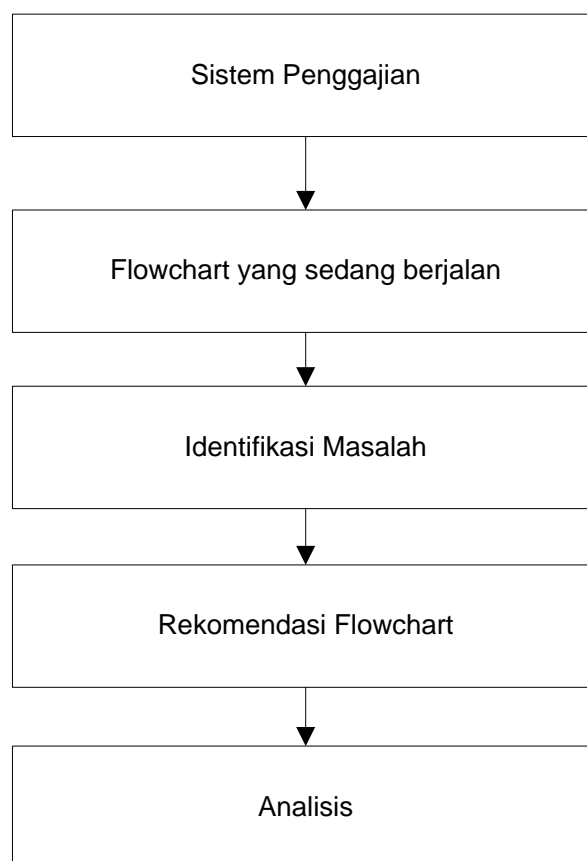 Sistem Penggajian
Flowchart yang sedang berjalan
Identifikasi Masalah
Rekomendasi Flowchart
Analisis